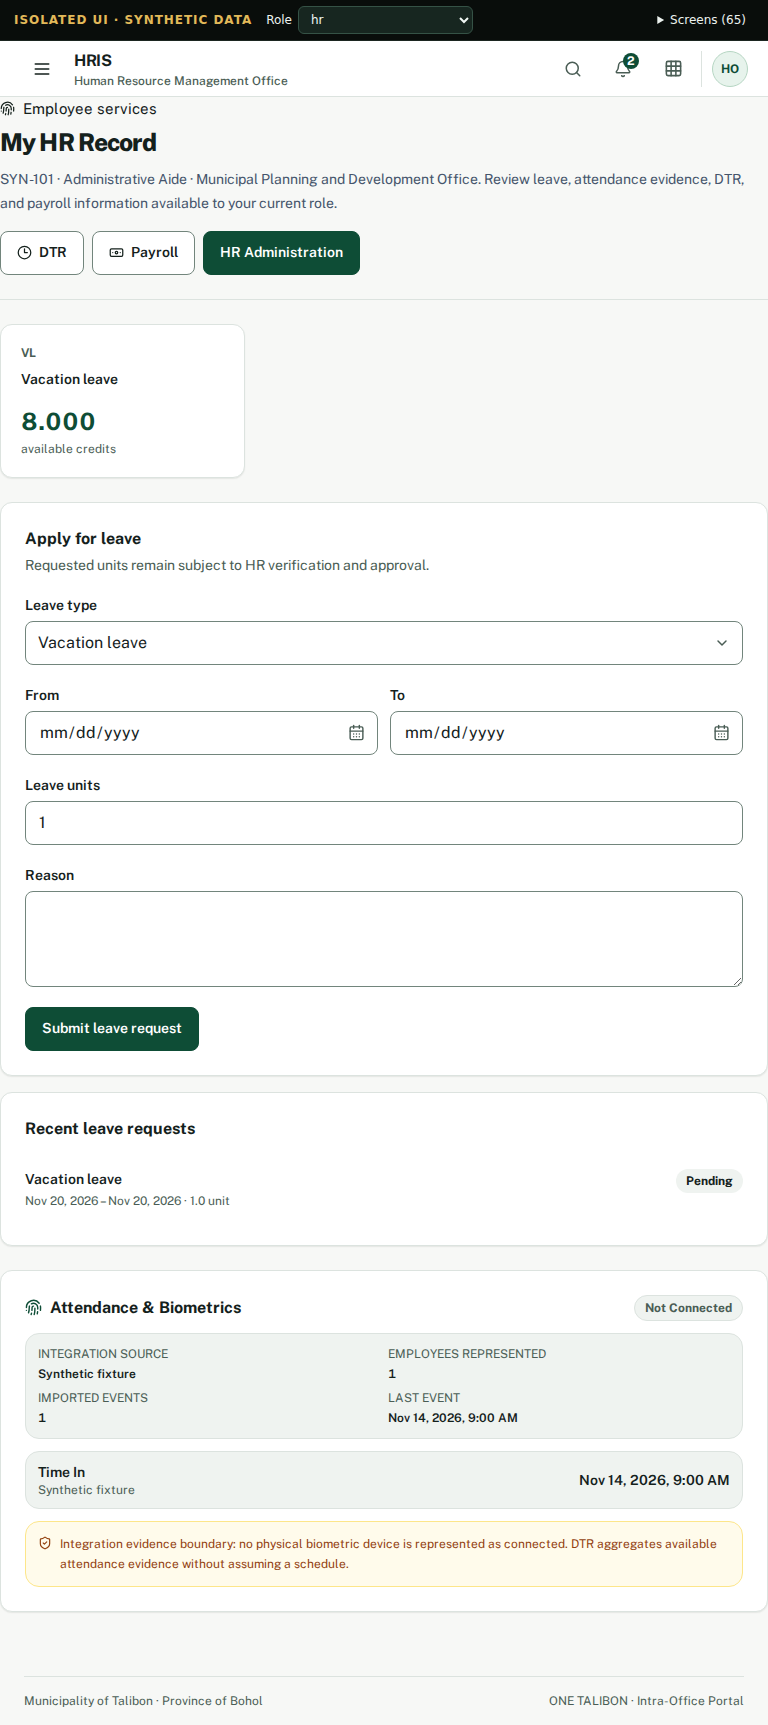 ISOLATED UI · SYNTHETIC DATA Role hr Screens (65)
HRIS
Human Resource Management Office
2
HO
Employee services
My HR Record
SYN-101 · Administrative Aide · Municipal Planning and Development Office. Review leave, attendance evidence, DTR,
and payroll information available to your current role.
DTR Payroll HR Administration
VL
Vacation leave
8.000
available credits
Apply for leave
Requested units remain subject to HR verification and approval.
Leave type
Vacation leave
From To
mm/dd/yyyy mm/dd/yyyy
Leave units
1
Reason
Submit leave request
Recent leave requests
Vacation leave Pending
Nov 20, 2026 – Nov 20, 2026 · 1.0 unit
Attendance & Biometrics Not Connected
INTEGRATION SOURCE EMPLOYEES REPRESENTED
Synthetic fixture 1
IMPORTED EVENTS LAST EVENT
1 Nov 14, 2026, 9:00 AM
Time In Nov 14, 2026, 9:00 AM
Synthetic fixture
Integration evidence boundary: no physical biometric device is represented as connected. DTR aggregates available
attendance evidence without assuming a schedule.
Municipality of Talibon · Province of Bohol ONE TALIBON · Intra-Office Portal